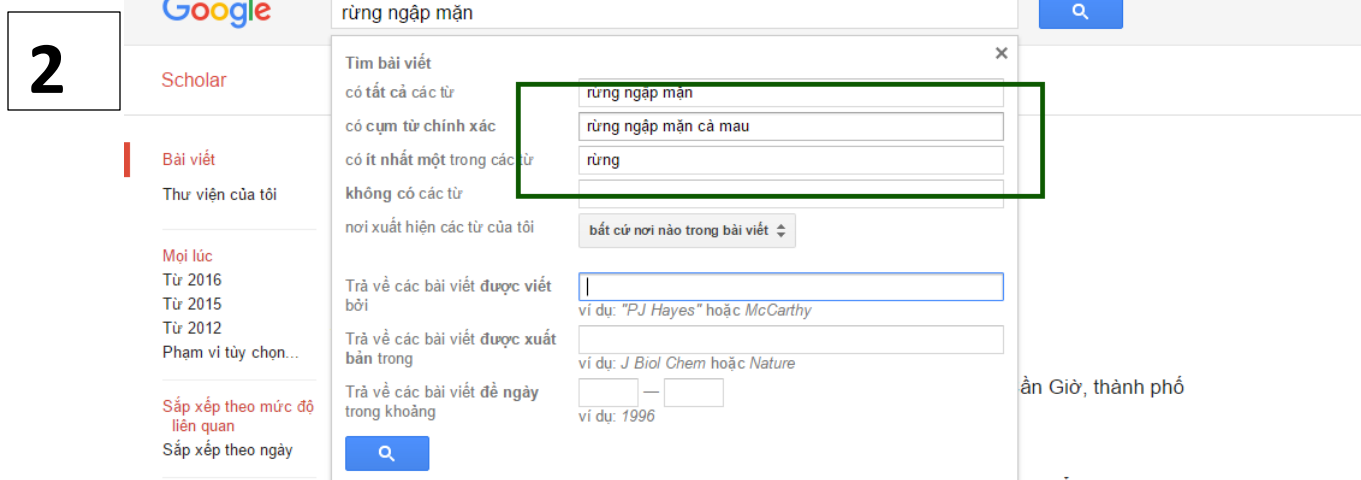 Google
rừng ngập mặn
2
Scholar
Tìm bài viết
có tất cả các từ
rừng ngập mặn
có cụm từ chính xác
rừng ngập mặn cà mau
có ít nhất một trong các từ
rừng
không có các từ
nơi xuất hiện các từ của tôi
bất cứ nơi nào trong bài viết
Trả về các bài viết được viết
bởi
ví dụ: "PJ Hayes" hoặc McCarthy
Trả về các bài viết được xuất
bản trong
ví dụ: J Biol Chem hoặc Nature
Trả về các bài viết đề ngày
trong khoảng
—
ví dụ: 1996
Bài viết
Thư viện của tôi
Mọi lúc
Từ 2016
Từ 2015
Từ 2012
Phạm vi tùy chọn...
Sắp xếp theo mức độ
liên quan
Sắp xếp theo ngày
ần Giờ, thành phố